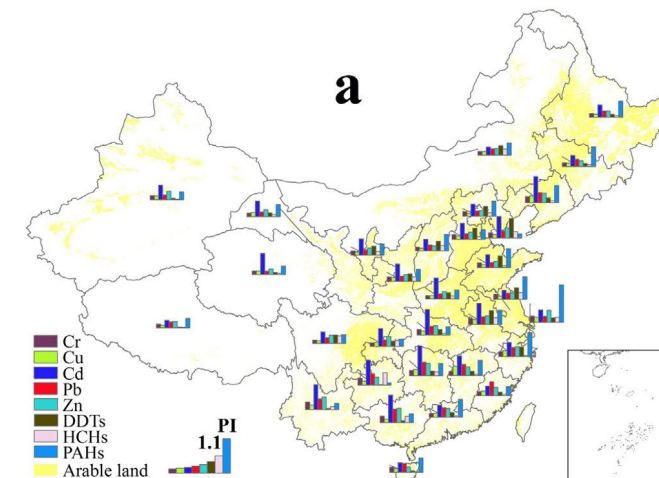 a
Cr
Cu
Cd
Pb
Zn
DDTs
HCHs
PAHs
Arable land
PI
1.1